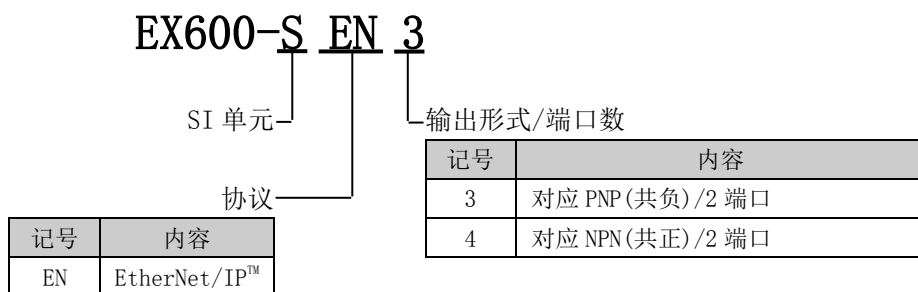 EX600-S EN 3
SI 单元
输出形式/端口数
记号 内容
3 对应 PNP(共负)/2 端口
4 对应 NPN(共正)/2 端口
协议
记号 内容
EN EtherNet/IP™